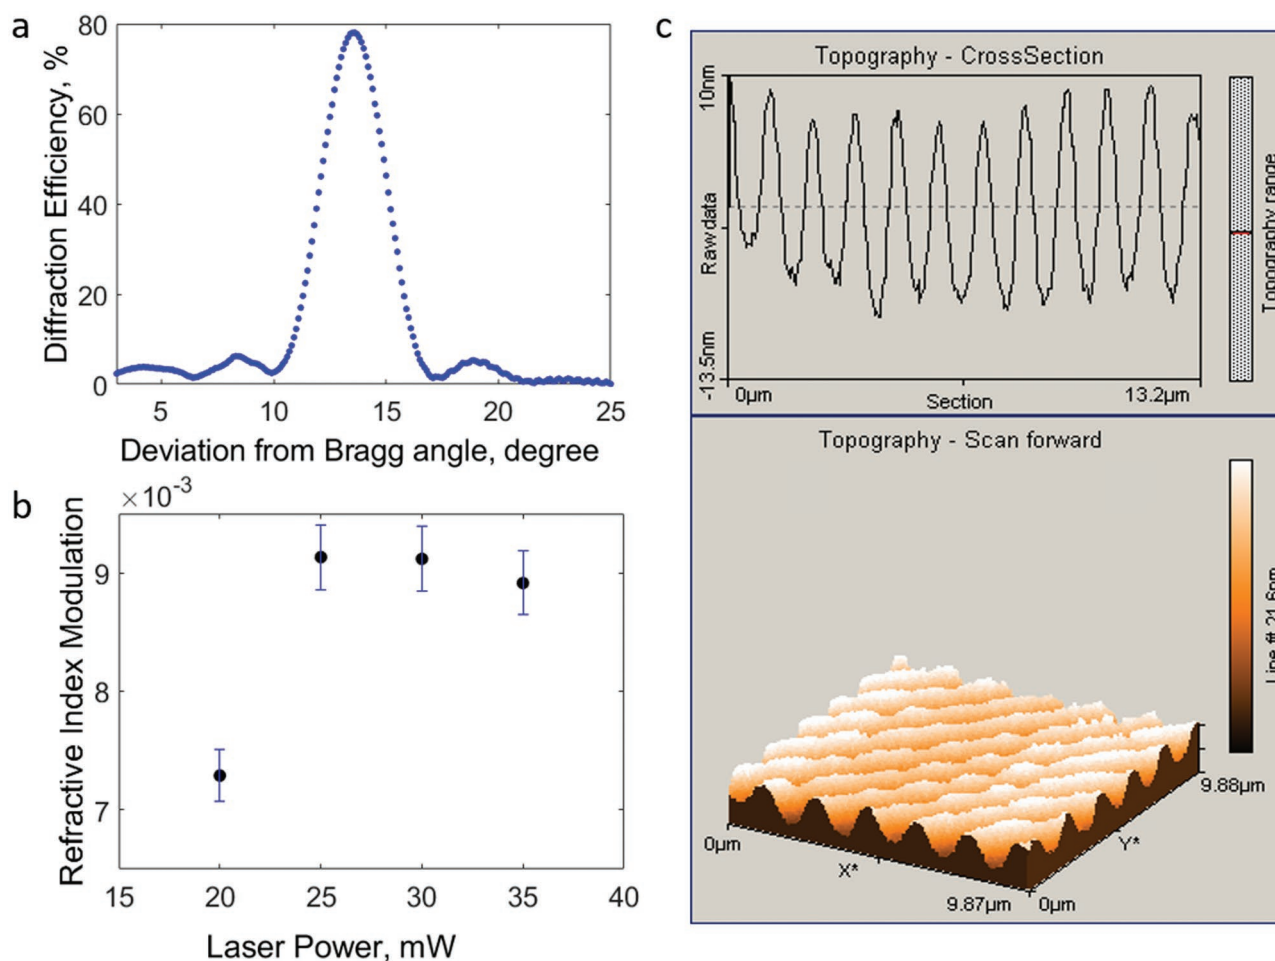 a
80
60
40
20
0
5 10 15 20 25
Diffraction Efficiency, %
Deviation from Bragg angle, degree
b
×10⁻³
9
8
7
15 20 25 30 35 40
Refractive Index Modulation
Laser Power, mW
c
Topography - CrossSection
10nm
Rawdata
-13.5nm
0µm
Section
13.2µm
Topography range
Topography - Scan forward
9.88µm
Y*
0µm
X*
9.87µm
0µm